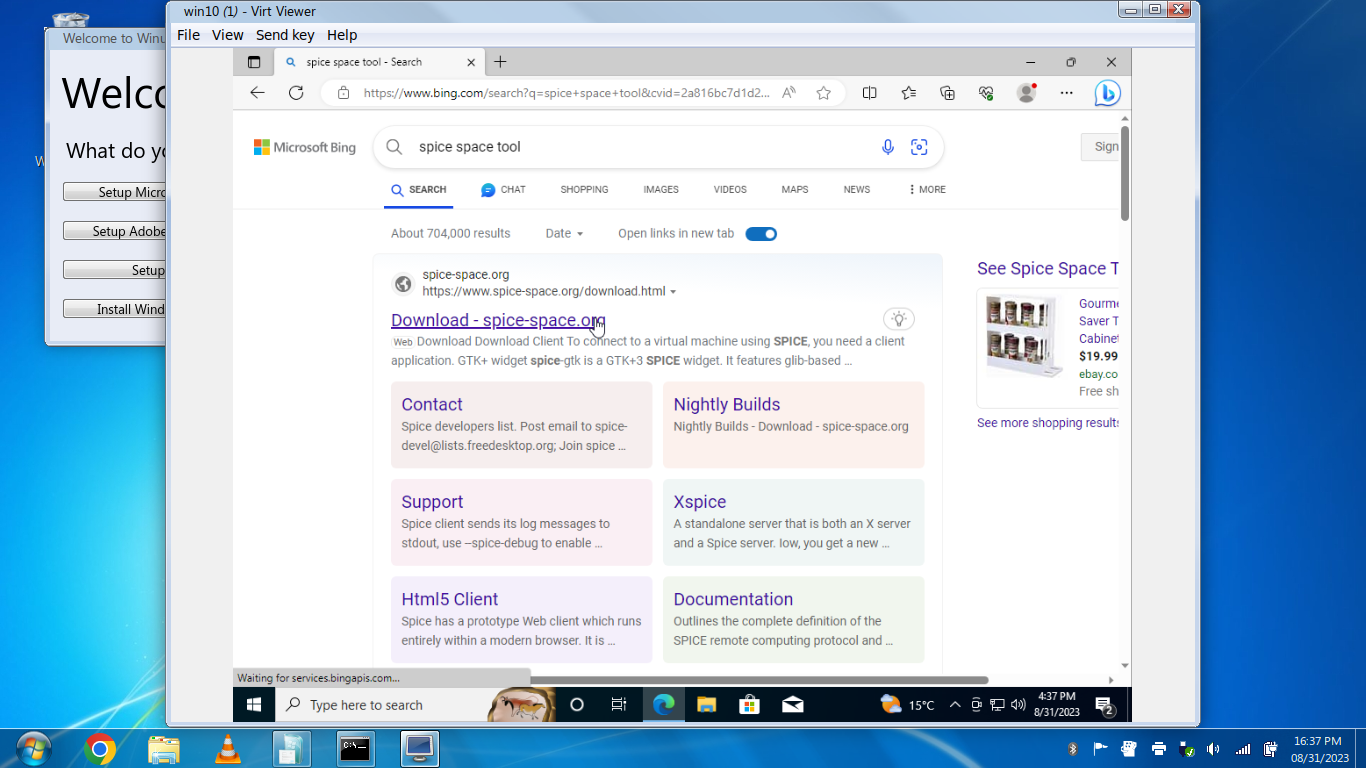 win10 (1) - Virt Viewer
Welcome to Winu
File View Send key Help
spice space tool - Search
https://www.bing.com/search?q=spice+space+tool&cvid=2a816bc7d1d2...
Welco
What do yo
Setup Micro
Setup Adobe
Setup
Install Wind
W
Microsoft Bing
spice space tool
Sign
SEARCH
CHAT
SHOPPING
IMAGES
VIDEOS
MAPS
NEWS
MORE
About 704,000 results
Date
Open links in new tab
spice-space.org
https://www.spice-space.org/download.html
Download - spice-space.org
Web Download Download Client To connect to a virtual machine using SPICE, you need a client
application. GTK+ widget spice-gtk is a GTK+3 SPICE widget. It features glib-based ...
Contact
Spice developers list. Post email to spice-
devel@lists.freedesktop.org; Join spice ...
Nightly Builds
Nightly Builds - Download - spice-space.org
Support
Spice client sends its log messages to
stdout, use --spice-debug to enable ...
Xspice
A standalone server that is both an X server
and a Spice server. Iow, you get a new ...
Html5 Client
Spice has a prototype Web client which runs
entirely within a modern browser. It is ...
Documentation
Outlines the complete definition of the
SPICE remote computing protocol and ...
See Spice Space T
Gourme
Saver T
Cabinet
$19.99
ebay.co
Free sh
See more shopping results
Waiting for services.bingapis.com...
Type here to search
15°C
4:37 PM
8/31/2023
2
C:\
16:37 PM
08/31/2023